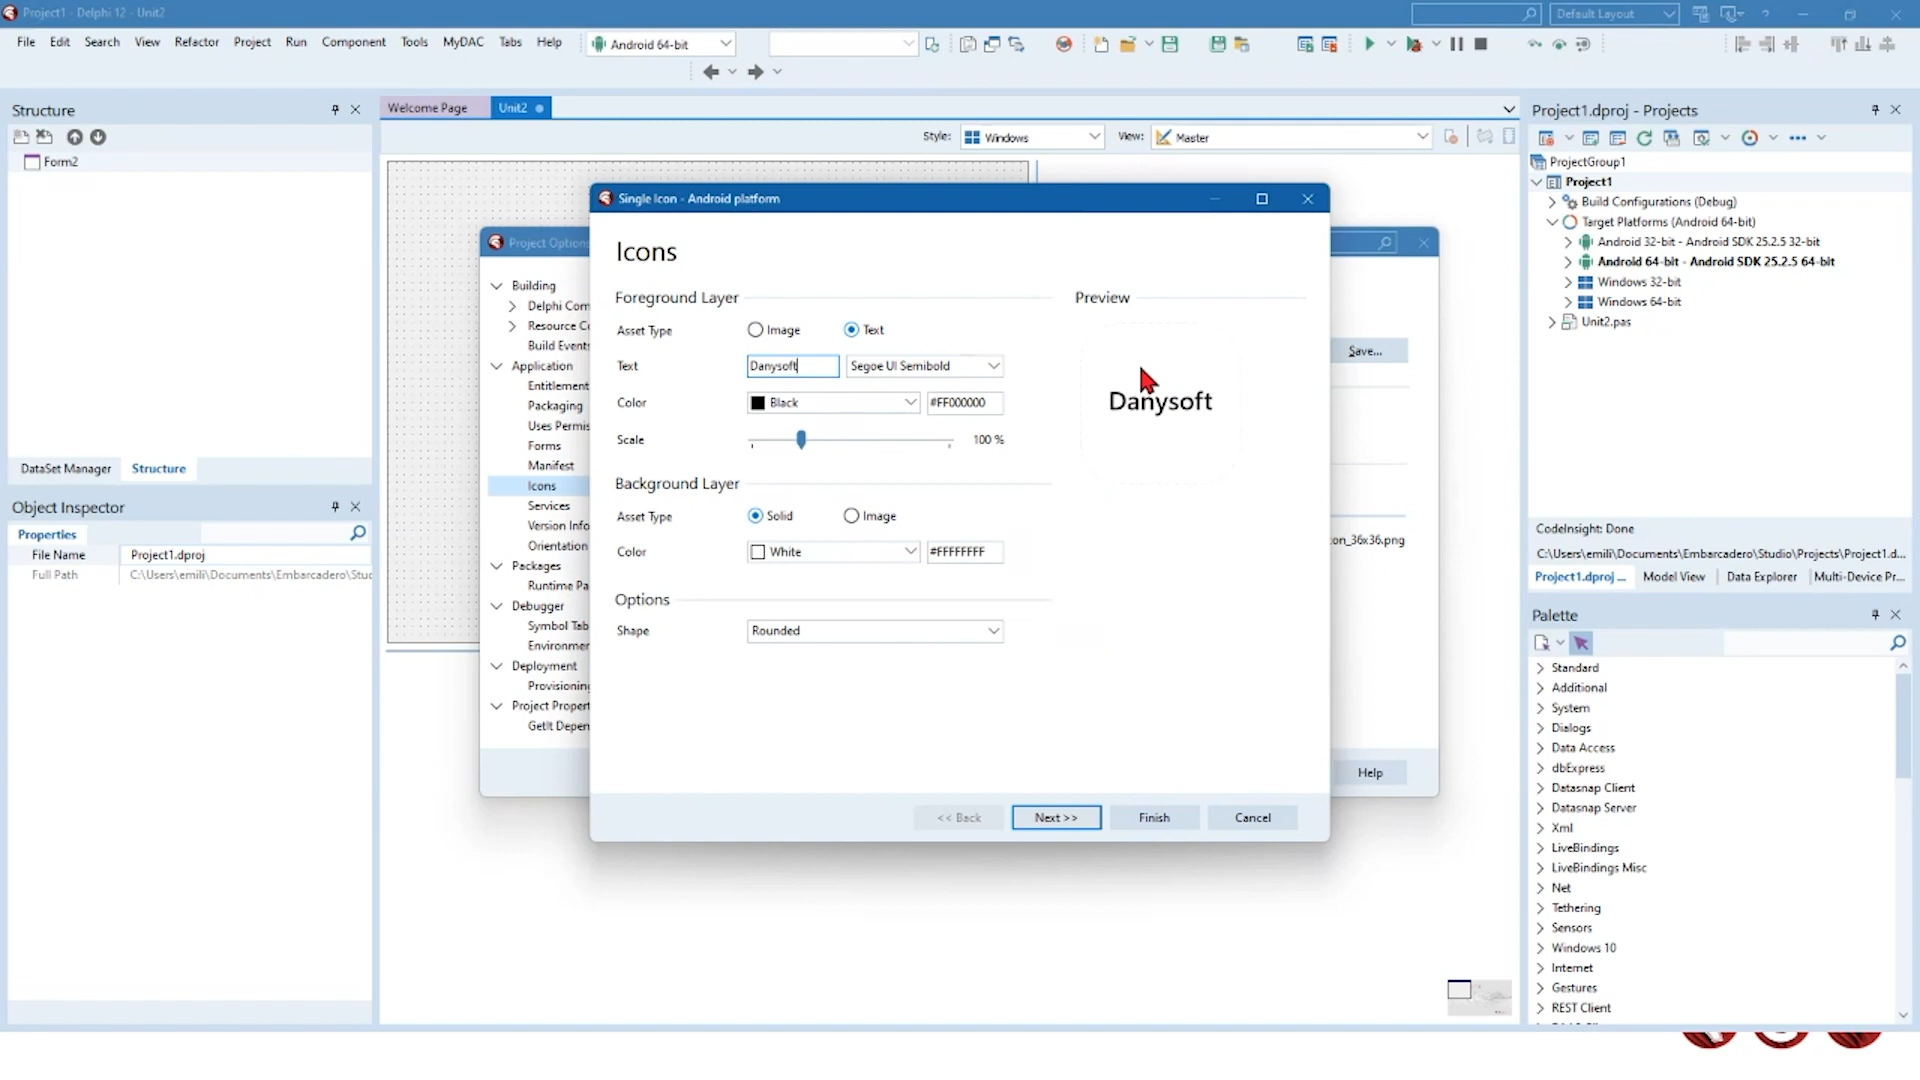 Project1 - Delphi 12 - Unit2
Default Layout
File Edit Search View Refactor Project Run Component Tools MyDAC Tabs Help
Android 64-bit
Structure
Form2
DataSet Manager
Structure
Object Inspector
Properties
File Name Project1.dproj
Full Path C:\Users\emili\Documents\Embarcadero\Stuc
Welcome Page
Unit2
Style: Windows
View: Master
Project Options
Building
Delphi Com
Resource Co
Build Events
Application
Entitlement
Packaging
Uses Permis
Forms
Manifest
Icons
Services
Version Info
Orientation
Packages
Runtime Pa
Debugger
Symbol Tab
Environmer
Deployment
Provisioning
Project Propert
GetIt Depen
Save...
on_36x36.png
Help
Single Icon - Android platform
Icons
Foreground Layer
Asset Type Image Text
Text Danysoft Segoe UI Semibold
Color Black #FF000000
Scale 100 %
Background Layer
Asset Type Solid Image
Color White #FFFFFFFF
Options
Shape Rounded
Preview
Danysoft
<< Back
Next >>
Finish
Cancel
Project1.dproj - Projects
ProjectGroup1
Project1
Build Configurations (Debug)
Target Platforms (Android 64-bit)
Android 32-bit - Android SDK 25.2.5 32-bit
Android 64-bit - Android SDK 25.2.5 64-bit
Windows 32-bit
Windows 64-bit
Unit2.pas
CodeInsight: Done
C:\Users\emili\Documents\Embarcadero\Studio\Projects\Project1.d...
Project1.dproj ... Model View Data Explorer Multi-Device Pr...
Palette
Standard
Additional
System
Dialogs
Data Access
dbExpress
Datasnap Client
Datasnap Server
Xml
LiveBindings
LiveBindings Misc
Net
Tethering
Sensors
Windows 10
Internet
Gestures
REST Client